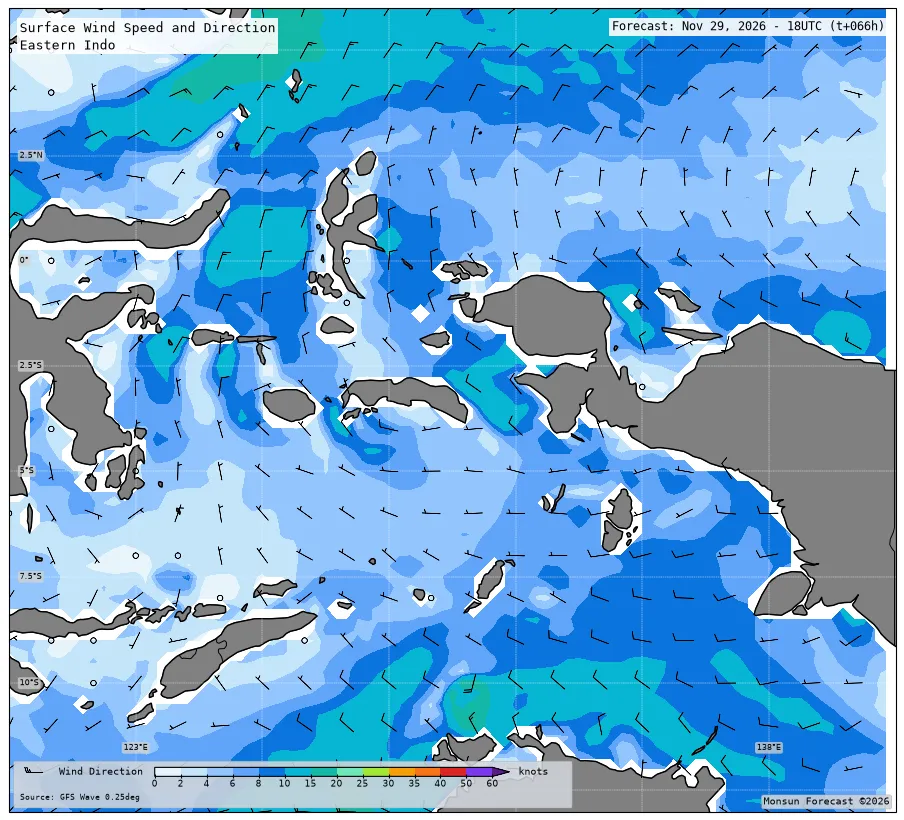 Surface Wind Speed and Direction
Eastern Indo
Forecast: Nov 29, 2026 - 18UTC (t+066h)
2.5°N
0°
2.5°S
5°S
7.5°S
10°S
123°E
138°E
Wind Direction
knots
0 2 4 6 8 10 15 20 25 30 35 40 50 60
Source: GFS Wave 0.25deg
Monsun Forecast ©2026